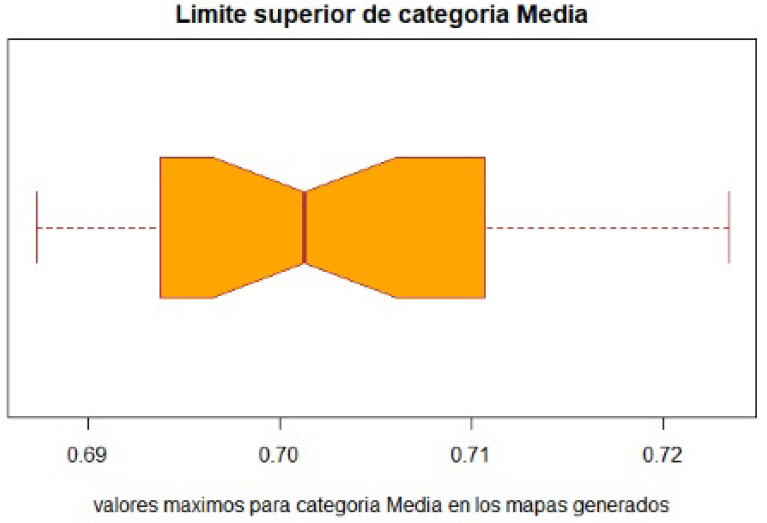 Limite superior de categoria Media
0.69 0.70 0.71 0.72
valores maximos para categoria Media en los mapas generados